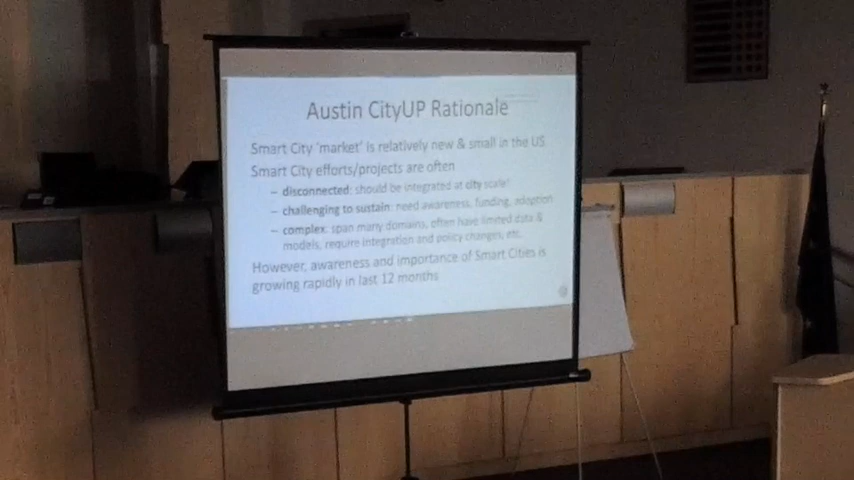 Austin CityUP Rationale
Smart City 'market' is relatively new & small in the US
Smart City efforts/projects are often
– disconnected: should be integrated at city scale!
– challenging to sustain: need awareness, funding, adoption
– complex: span many domains, often have limited data &
models, require integration and policy changes, etc.
However, awareness and importance of Smart Cities is
growing rapidly in last 12 months